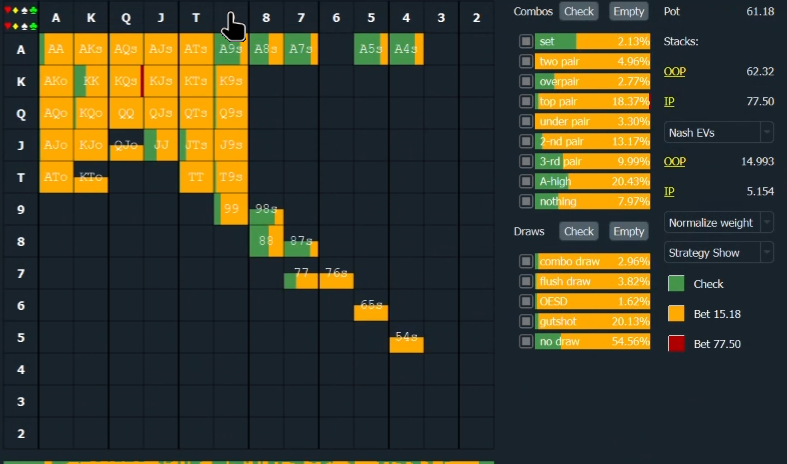 A K Q J T 8 7 6 5 4 3 2
Combos Check Empty
Pot 61.18
A AA AKs AQs AJs ATs A9s A8s A7s A5s A4s
K AKo KK KQs KJs KTs K9s
Q AQo KQo QQ QJs QTs Q9s
J AJo KJo QJo JJ JTs J9s
T ATo KTo TT T9s
9 99 98s
8 88 87s
7 77 76s
6 65s
5 54s
4
3
2
set 2.13%
two pair 4.96%
overpair 2.77%
top pair 18.37%
under pair 3.30%
2-nd pair 13.17%
3-rd pair 9.99%
A-high 20.43%
nothing 7.97%
Draws Check Empty
combo draw 2.96%
flush draw 3.82%
OESD 1.62%
gutshot 20.13%
no draw 54.56%
Stacks:
OOP 62.32
IP 77.50
Nash EVs
OOP 14.993
IP 5.154
Normalize weight
Strategy Show
Check
Bet 15.18
Bet 77.50